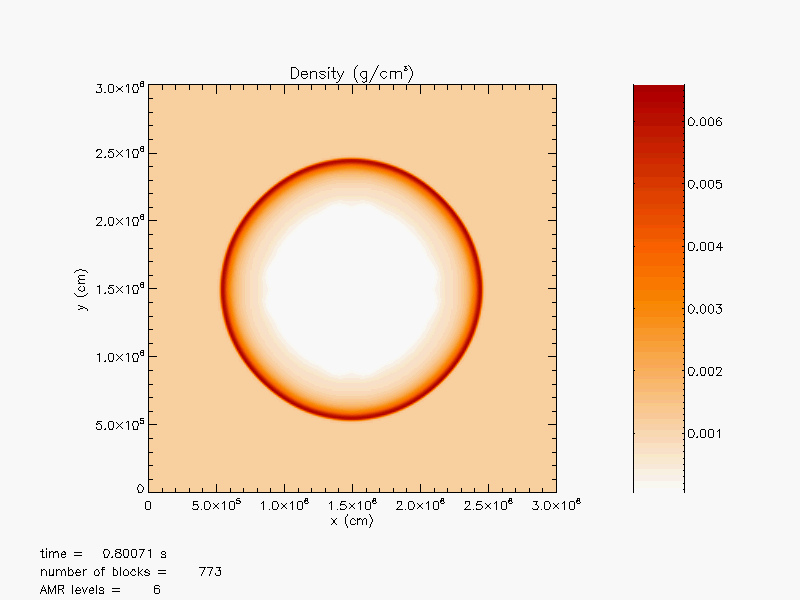 Density (g/cm³)
3.0×10⁶
2.5×10⁶
2.0×10⁶
1.5×10⁶
1.0×10⁶
5.0×10⁵
0
y (cm)
0 5.0×10⁵ 1.0×10⁶ 1.5×10⁶ 2.0×10⁶ 2.5×10⁶ 3.0×10⁶
x (cm)
0.006
0.005
0.004
0.003
0.002
0.001
time = 0.80071 s
number of blocks = 773
AMR levels = 6